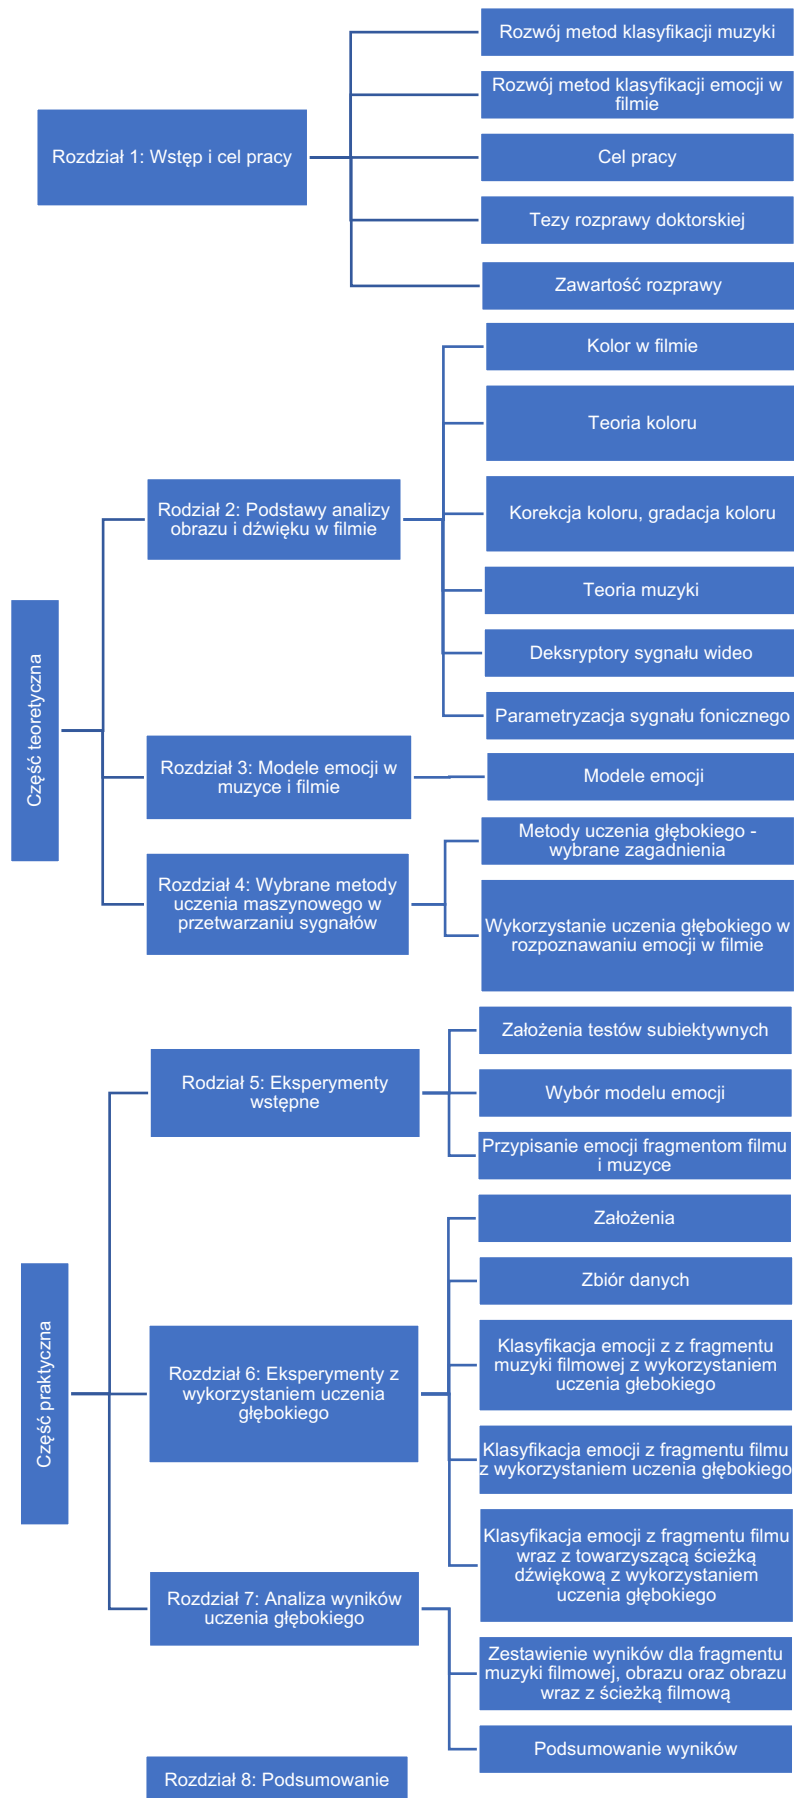 Rozdział 1: Wstęp i cel pracy
Rozwój metod klasyfikacji muzyki
Rozwój metod klasyfikacji emocji w
filmie
Cel pracy
Tezy rozprawy doktorskiej
Zawartość rozprawy
Część teoretyczna
Rodział 2: Podstawy analizy
obrazu i dźwięku w filmie
Kolor w filmie
Teoria koloru
Korekcja koloru, gradacja koloru
Teoria muzyki
Deksryptory sygnału wideo
Parametryzacja sygnału fonicznego
Rozdział 3: Modele emocji w
muzyce i filmie
Modele emocji
Rozdział 4: Wybrane metody
uczenia maszynowego w
przetwarzaniu sygnałów
Metody uczenia głębokiego -
wybrane zagadnienia
Wykorzystanie uczenia głębokiego w
rozpoznawaniu emocji w filmie
Część praktyczna
Rodział 5: Eksperymenty
wstępne
Założenia testów subiektywnych
Wybór modelu emocji
Przypisanie emocji fragmentom filmu
i muzyce
Rozdział 6: Eksperymenty z
wykorzystaniem uczenia
głębokiego
Założenia
Zbiór danych
Klasyfikacja emocji z z fragmentu
muzyki filmowej z wykorzystaniem
uczenia głebokiego
Klasyfikacja emocji z fragmentu filmu
z wykorzystaniem uczenia głębokiego
Klasyfikacja emocji z fragmentu filmu
wraz z towarzyszącą ścieżką
dźwiękową z wykorzystaniem
uczenia głębokiego
Rozdział 7: Analiza wyników
uczenia głębokiego
Zestawienie wyników dla fragmentu
muzyki filmowej, obrazu oraz obrazu
wraz z ścieżką filmową
Podsumowanie wyników
Rozdział 8: Podsumowanie